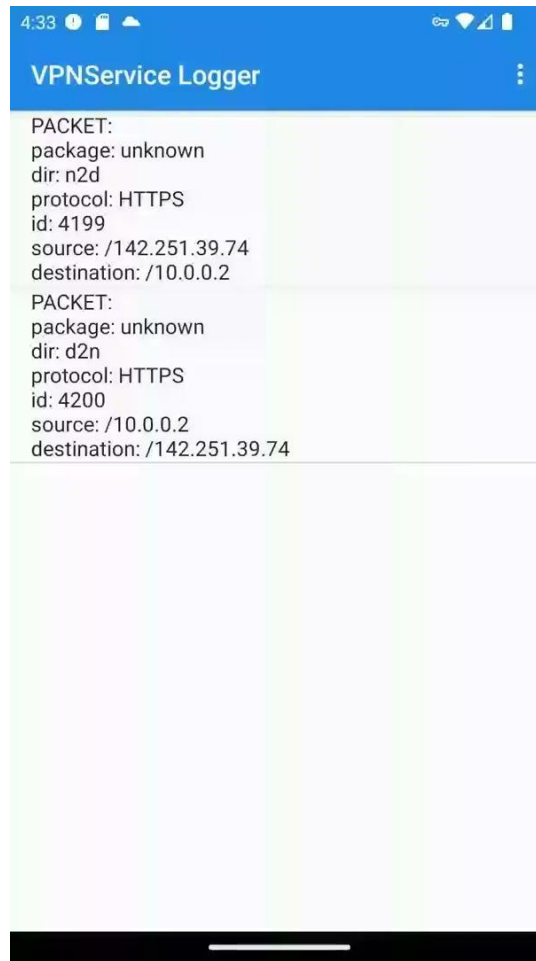 4:33
VPNService Logger
PACKET:
package: unknown
dir: n2d
protocol: HTTPS
id: 4199
source: /142.251.39.74
destination: /10.0.0.2
PACKET:
package: unknown
dir: d2n
protocol: HTTPS
id: 4200
source: /10.0.0.2
destination: /142.251.39.74